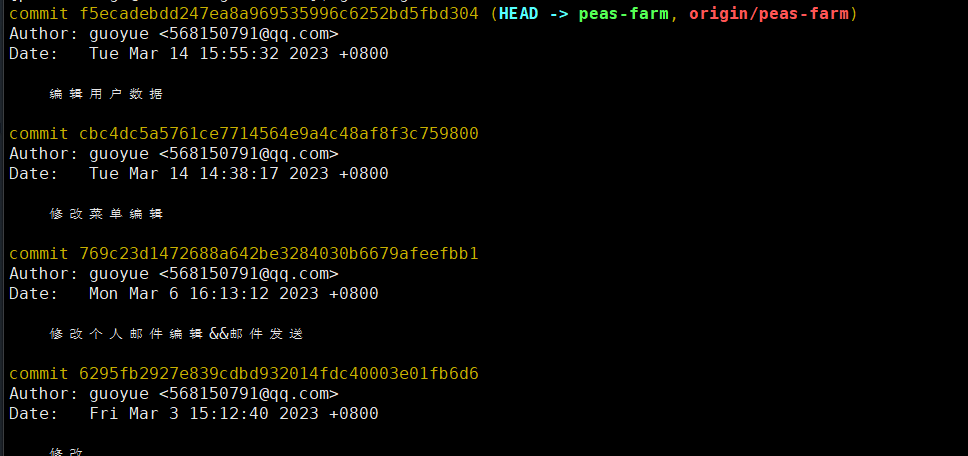 commit f5ecadebdd247ea8a969535996c6252bd5fbd304 (HEAD -> peas-farm, origin/peas-farm)
Author: guoyue <568150791@qq.com>
Date:   Tue Mar 14 15:55:32 2023 +0800
编辑用户数据
commit cbc4dc5a5761ce7714564e9a4c48af8f3c759800
Author: guoyue <568150791@qq.com>
Date:   Tue Mar 14 14:38:17 2023 +0800
修改菜单编辑
commit 769c23d1472688a642be3284030b6679afeefbb1
Author: guoyue <568150791@qq.com>
Date:   Mon Mar 6 16:13:12 2023 +0800
修改个人邮件编辑&&邮件发送
commit 6295fb2927e839cdbd932014fdc40003e01fb6d6
Author: guoyue <568150791@qq.com>
Date:   Fri Mar 3 15:12:40 2023 +0800
修改